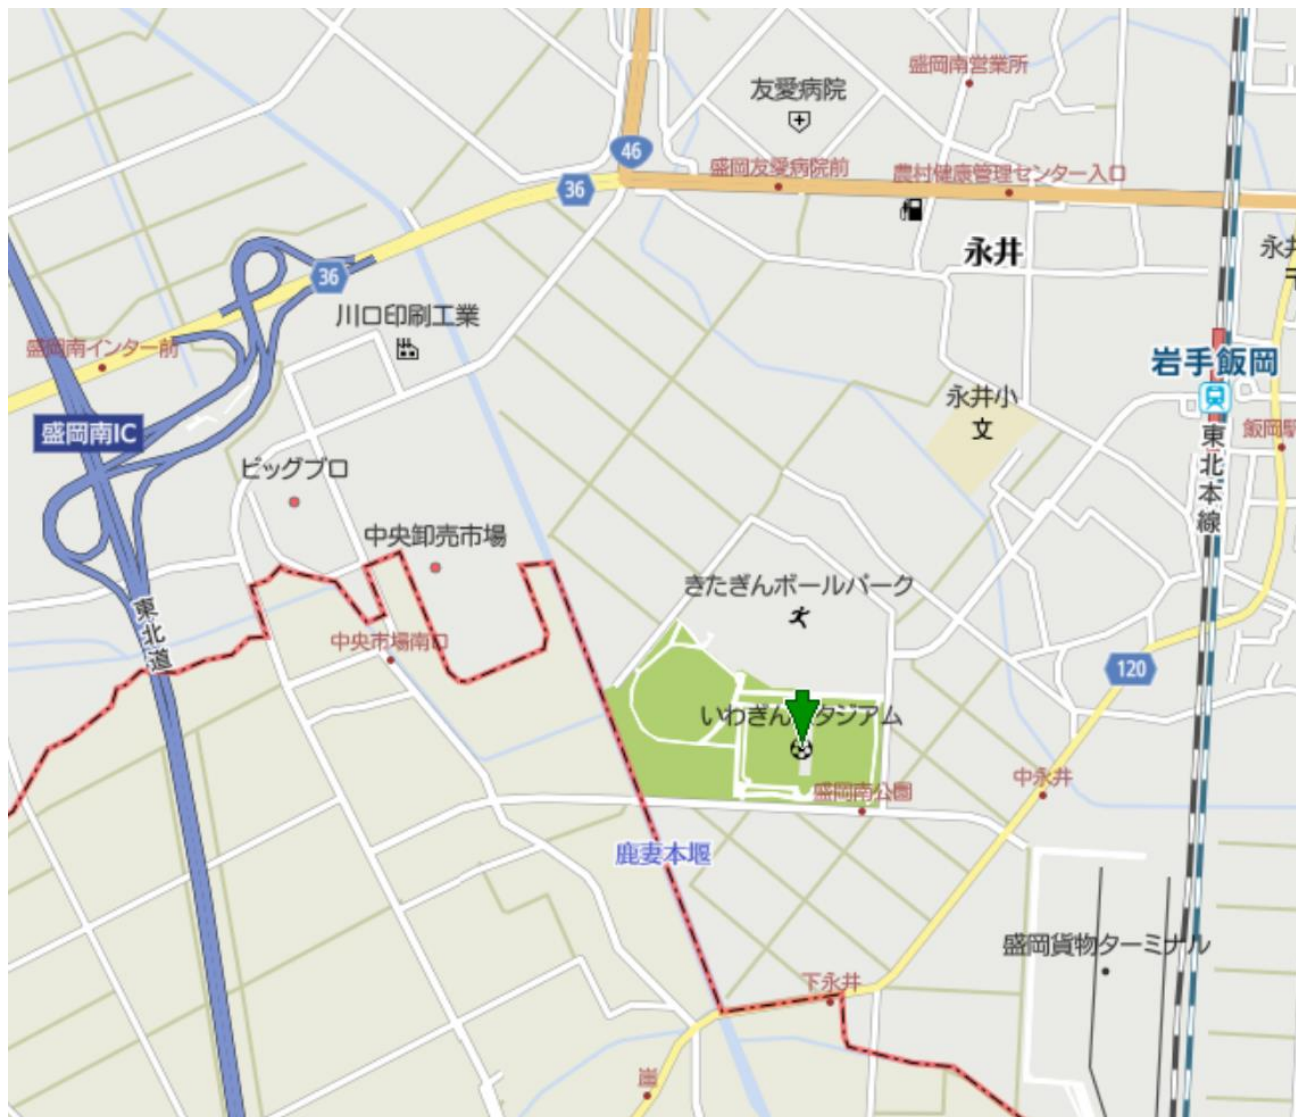 盛岡南営業所
友愛病院
46
盛岡友愛病院前
農村健康管理センター入口
36
永井
永井
36
川口印刷工業
盛岡南インター前
岩手飯岡
永井小
文
盛岡南IC
飯岡駅
東北本線
ビッグプロ
中央卸売市場
きたぎんボールパーク
東北道
中央市場南口
120
いわぎんスタジアム
中永井
盛岡南公園
鹿妻本堰
盛岡貨物ターミナル
下永井